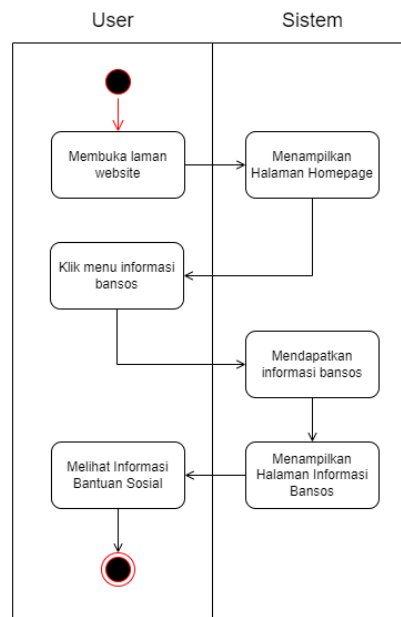 User
Sistem
Membuka laman
website
Menampilkan
Halaman Homepage
Klik menu informasi
bansos
Mendapatkan
informasi bansos
Menampilkan
Halaman Informasi
Bansos
Melihat Informasi
Bantuan Sosial